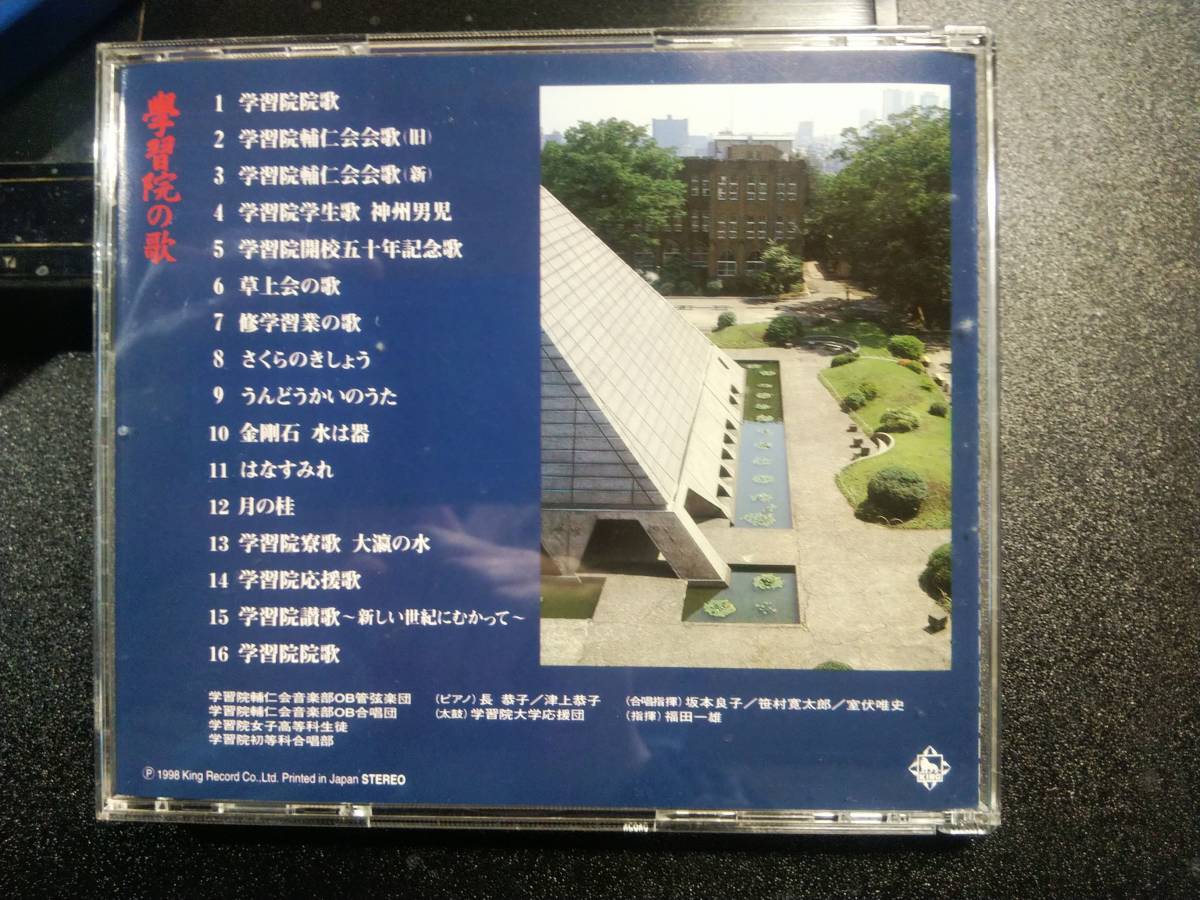 學習院の歌
1 学習院院歌
2 学習院輔仁会会歌(旧)
3 学習院輔仁会会歌(新)
4 学習院学生歌 神州男児
5 学習院開校五十年記念歌
6 草上会の歌
7 修学習業の歌
8 さくらのきしょう
9 うんどうかいのうた
10 金剛石 水は器
11 はなすみれ
12 月の桂
13 学習院寮歌 大瀛の水
14 学習院応援歌
15 学習院讃歌～新しい世紀にむかって～
16 学習院院歌
学習院輔仁会音楽部OB管弦楽団
学習院輔仁会音楽部OB合唱団
学習院女子高等科生徒
学習院初等科合唱部
(ピアノ)長 恭子／津上恭子
(太鼓)学習院大学応援団
(合唱指揮)坂本良子／笹村寛太郎／室伏唯史
(指揮)福田一雄
Ⓟ 1998 King Record Co., Ltd. Printed in Japan STEREO
KING